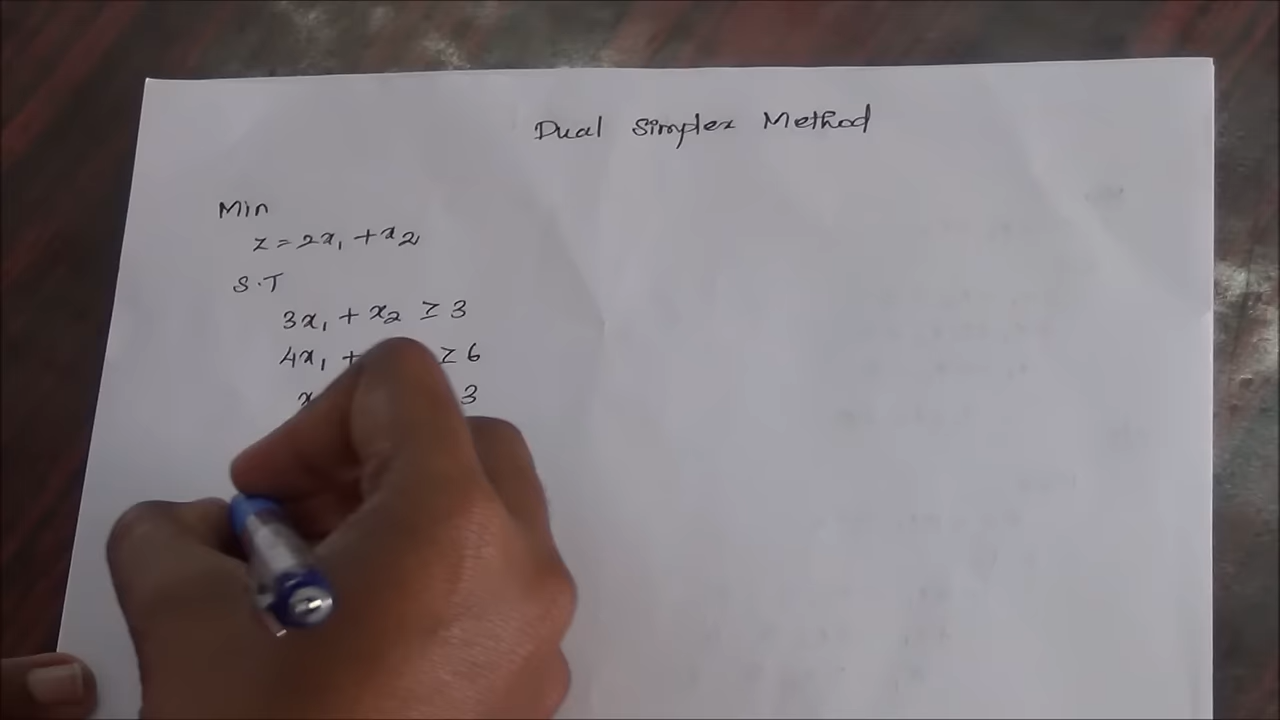 Dual Simplex Method
Min
z = 2x₁ + x₂
S.T
3x₁ + x₂ ≥ 3
4x₁ + ≥ 6
x 3